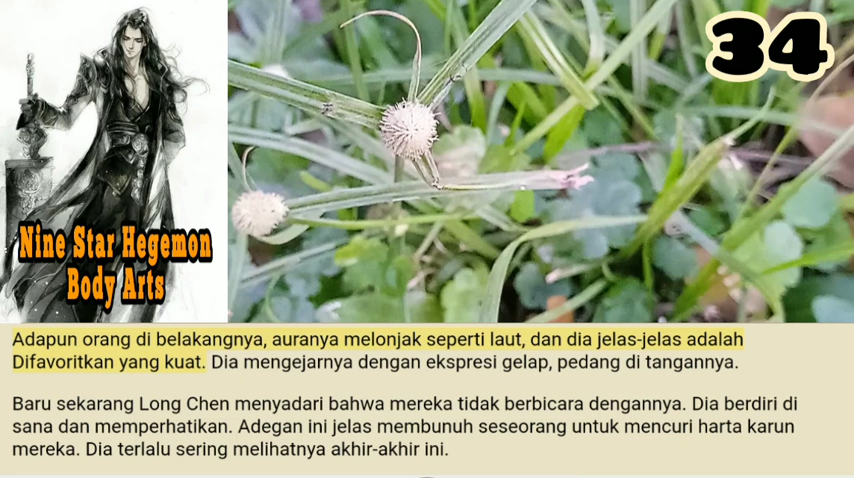 34
Nine Star Hegemon
Body Arts
Adapun orang di belakangnya, auranya melonjak seperti laut, dan dia jelas-jelas adalah
Difavoritkan yang kuat. Dia mengejarnya dengan ekspresi gelap, pedang di tangannya.
Baru sekarang Long Chen menyadari bahwa mereka tidak berbicara dengannya. Dia berdiri di
sana dan memperhatikan. Adegan ini jelas membunuh seseorang untuk mencuri harta karun
mereka. Dia terlalu sering melihatnya akhir-akhir ini.